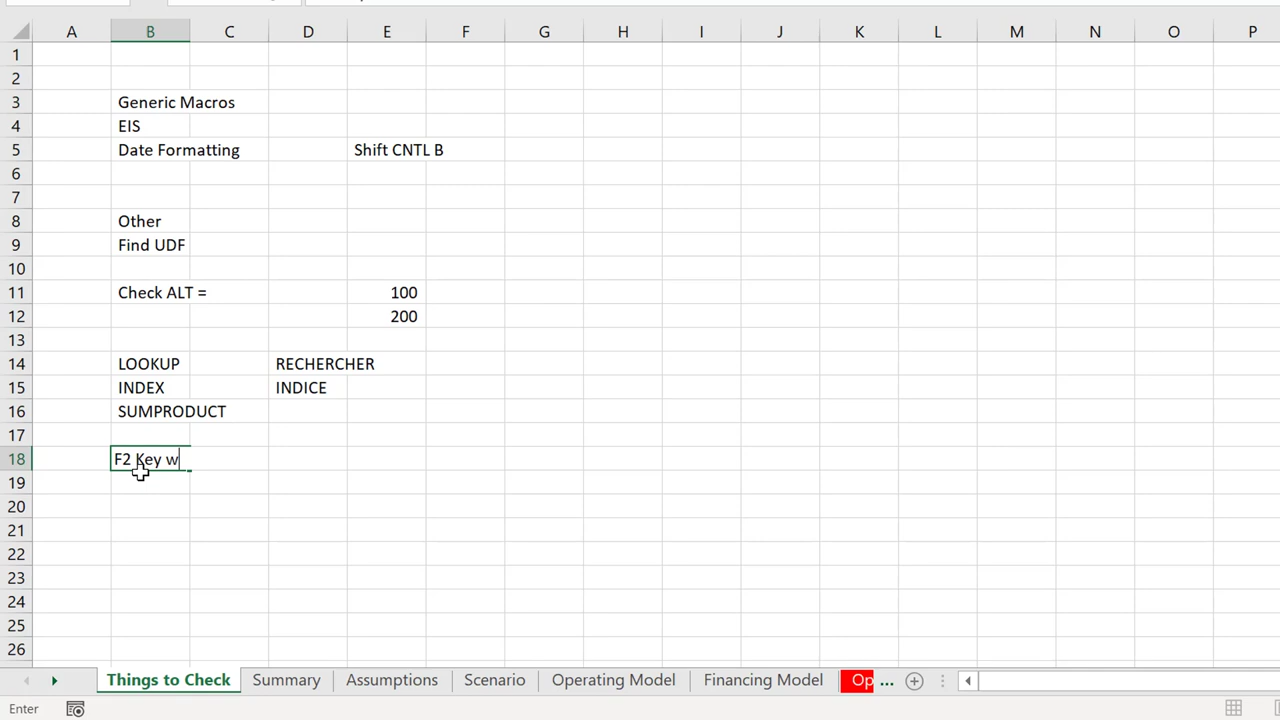 A B C D E F G H I J K L M N O P
1
2
3 Generic Macros
4 EIS
5 Date Formatting Shift CNTL B
6
7
8 Other
9 Find UDF
10
11 Check ALT = 100
12 200
13
14 LOOKUP RECHERCHER
15 INDEX INDICE
16 SUMPRODUCT
17
18 F2 Key w
19
20
21
22
23
24
25
26
Things to Check Summary Assumptions Scenario Operating Model Financing Model Op ...
Enter